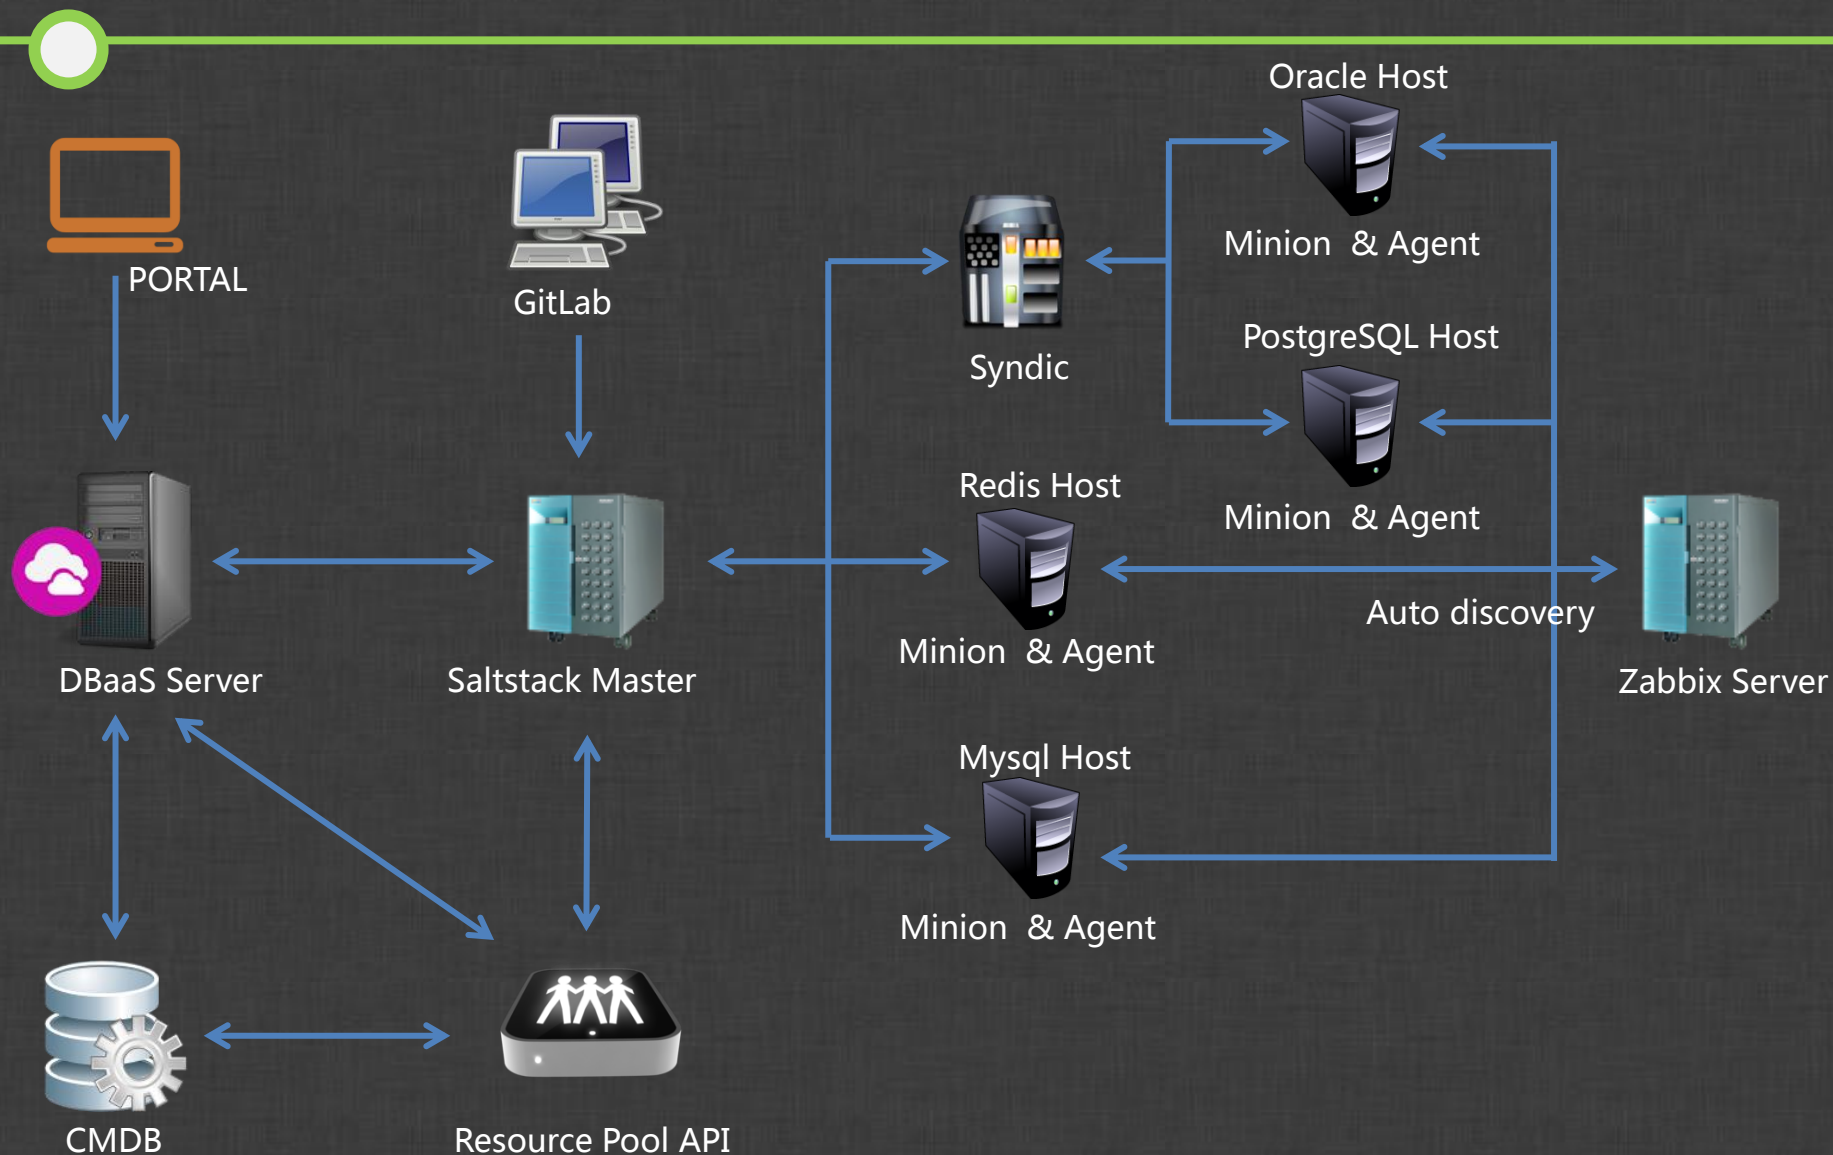 Oracle Host
PORTAL
GitLab
Minion & Agent
PostgreSQL Host
Syndic
Redis Host
Minion & Agent
Auto discovery
Minion & Agent
DBaaS Server
Saltstack Master
Zabbix Server
Mysql Host
Minion & Agent
CMDB
Resource Pool API